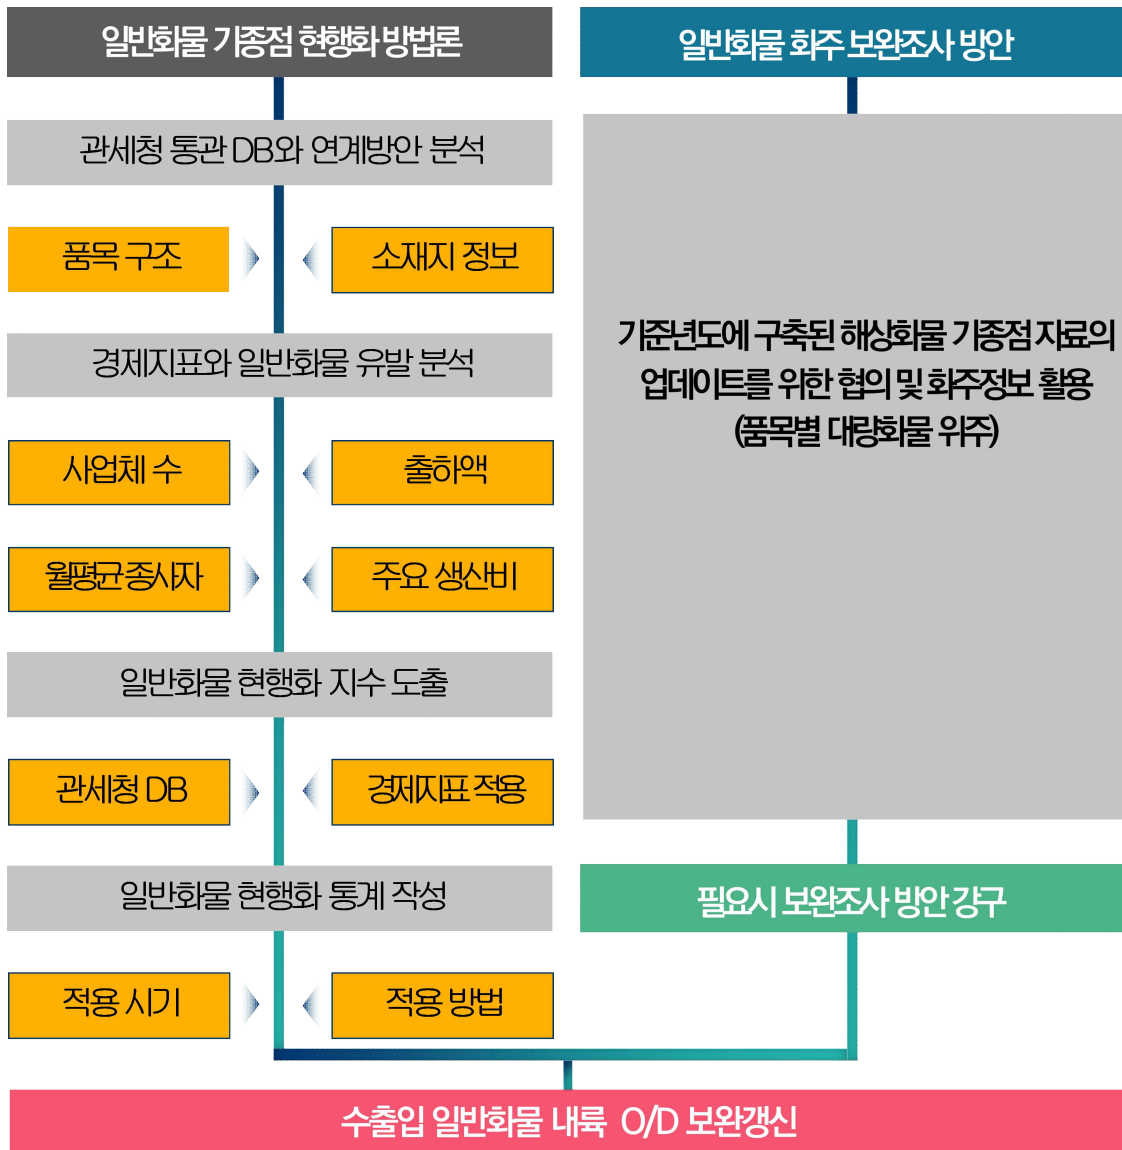 일반화물 기종점 현행화 방법론
관세청 통관 DB와 연계방안 분석
품목 구조
소재지 정보
경제지표와 일반화물 유발 분석
사업체 수
출하액
월평균종사자
주요 생산비
일반화물 현행화 지수 도출
관세청 DB
경제지표 적용
일반화물 현행화 통계 작성
적용 시기
적용 방법
일반화물 화주 보완조사 방안
기준년도에 구축된 해상화물 기종점 자료의
업데이트를 위한 협의 및 화주정보 활용
(품목별 대량화물 위주)
필요시 보완조사 방안 강구
수출입 일반화물 내륙 O/D 보완갱신